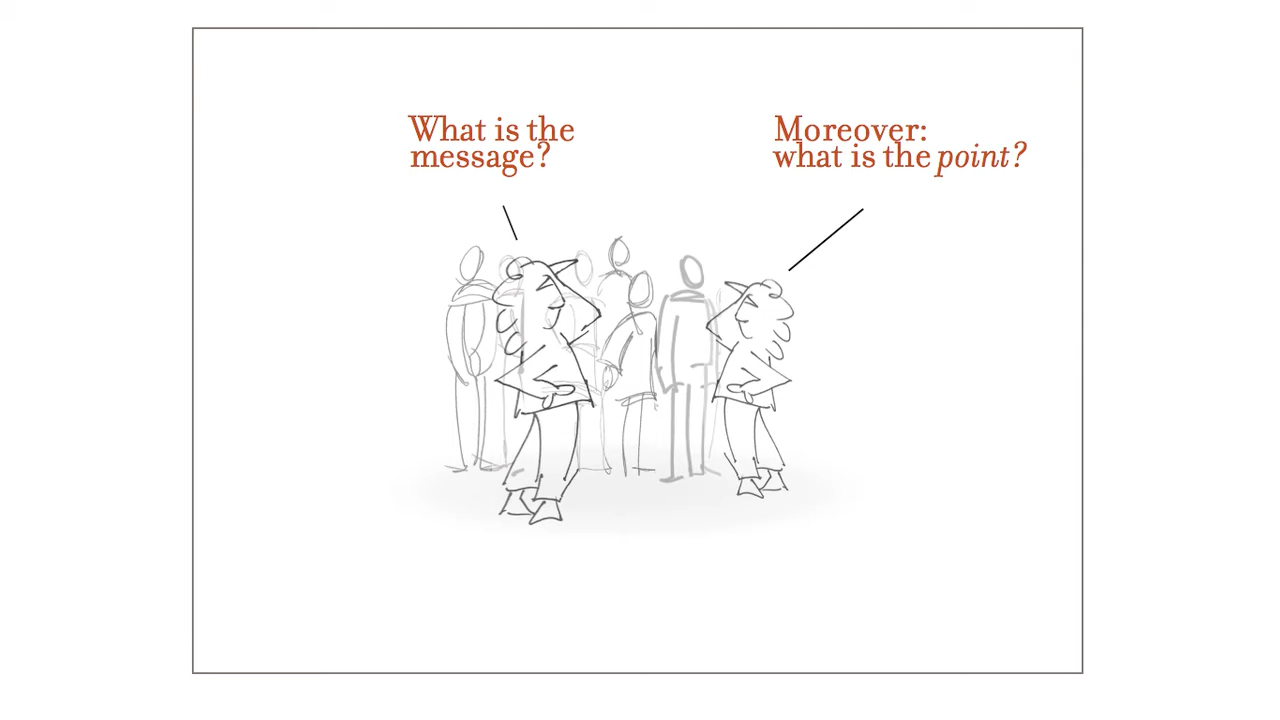 What is the
message?
Moreover:
what is the point?